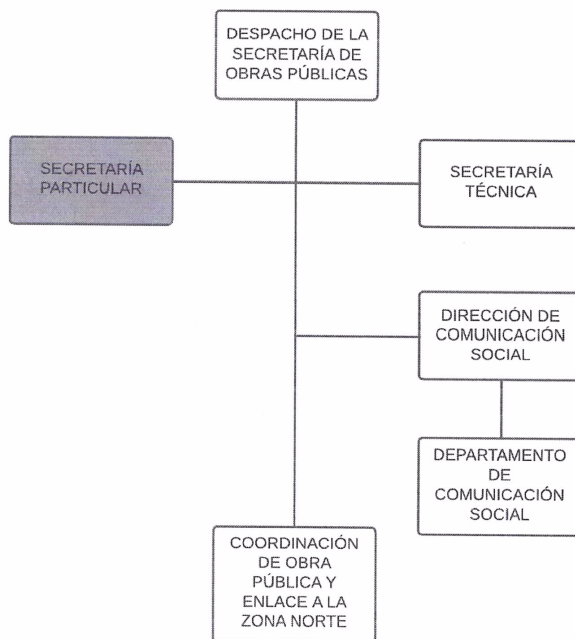 DESPACHO DE LA
SECRETARÍA DE
OBRAS PÚBLICAS
SECRETARÍA
PARTICULAR
SECRETARÍA
TÉCNICA
DIRECCIÓN DE
COMUNICACIÓN
SOCIAL
DEPARTAMENTO
DE
COMUNICACIÓN
SOCIAL
COORDINACIÓN
DE OBRA
PÚBLICA Y
ENLACE A LA
ZONA NORTE